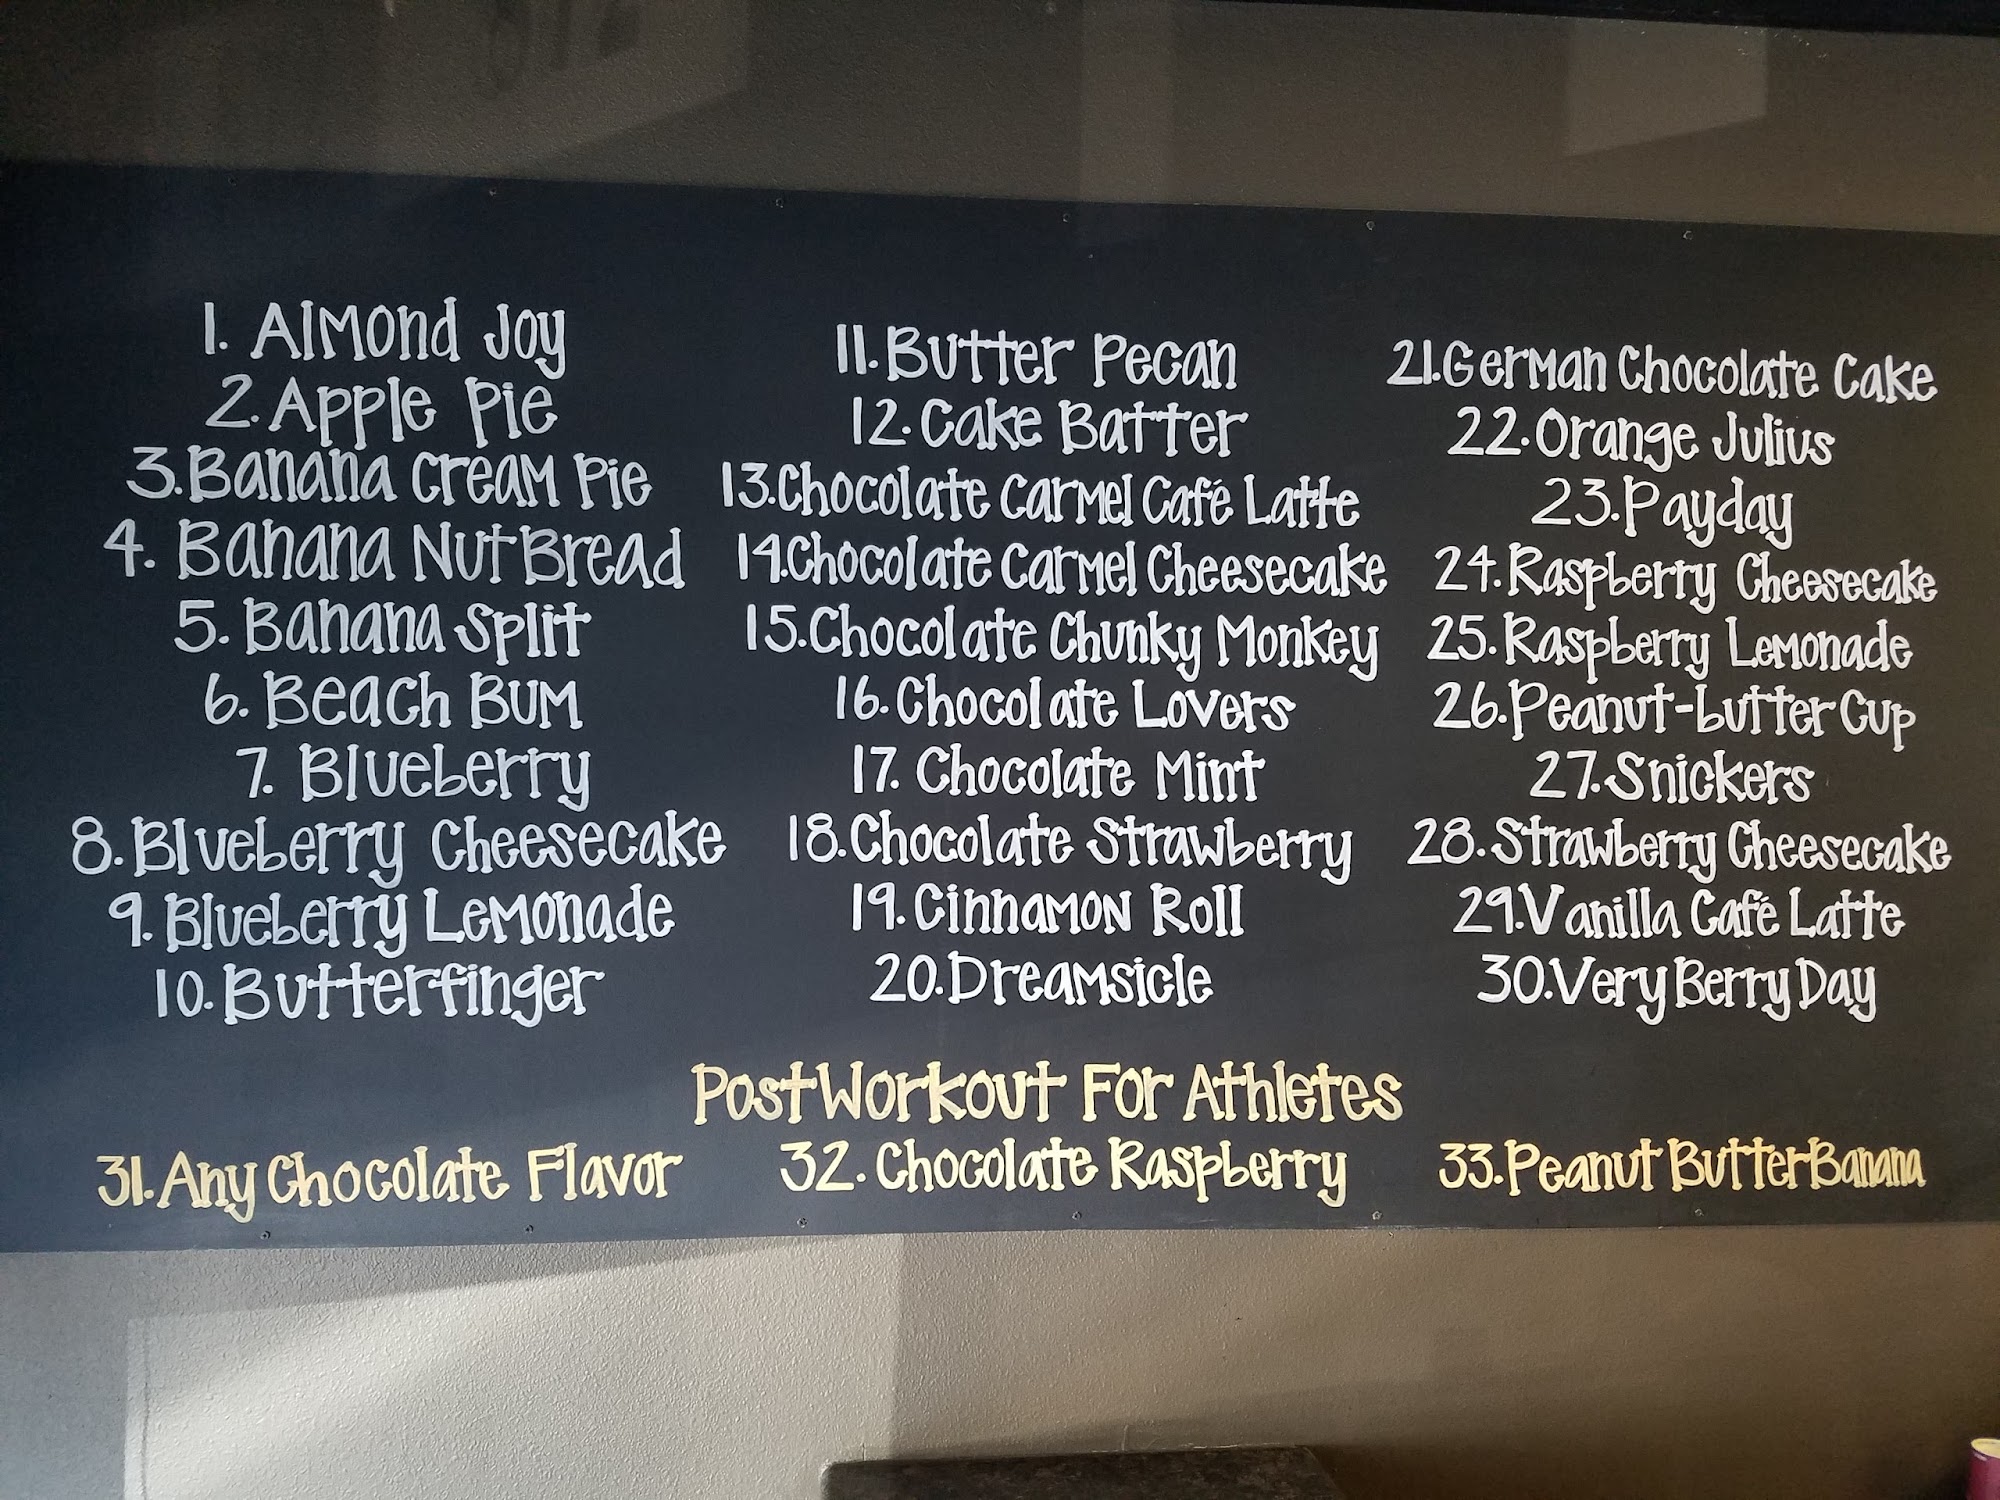 1. Almond Joy
2. Apple Pie
3. Banana Cream Pie
4. Banana Nut Bread
5. Banana Split
6. Beach Bum
7. Blueberry
8. Blueberry Cheesecake
9. Blueberry Lemonade
10. Butterfinger
11. Butter Pecan
12. Cake Batter
13. Chocolate Carmel Café Latte
14. Chocolate Carmel Cheesecake
15. Chocolate Chunky Monkey
16. Chocolate Lovers
17. Chocolate Mint
18. Chocolate Strawberry
19. Cinnamon Roll
20. Dreamsicle
21. German Chocolate Cake
22. Orange Julius
23. Payday
24. Raspberry Cheesecake
25. Raspberry Lemonade
26. Peanut-butter Cup
27. Snickers
28. Strawberry Cheesecake
29. Vanilla Café Latte
30. Very Berry Day
Post Workout For Athletes
31. Any Chocolate Flavor
32. Chocolate Raspberry
33. Peanut Butter Banana